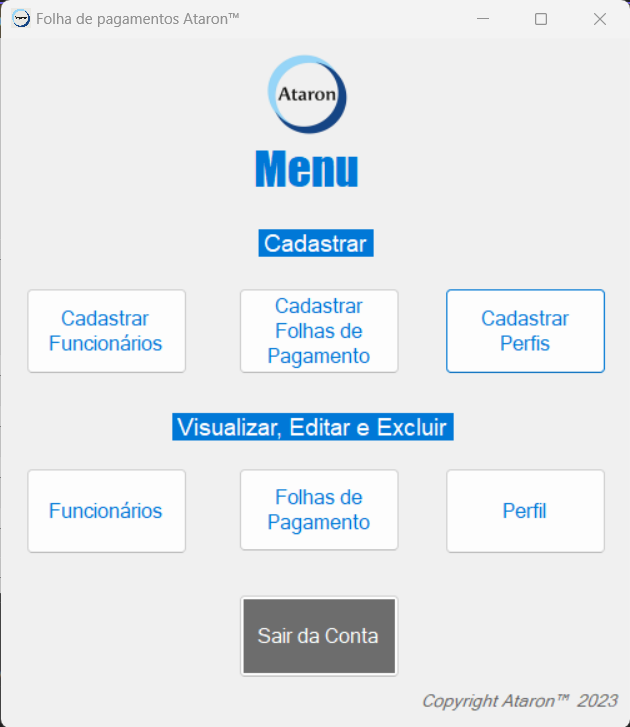 Folha de pagamentos Ataron™
Ataron
Menu
Cadastrar
Cadastrar
Funcionários
Cadastrar
Folhas de
Pagamento
Cadastrar
Perfis
Visualizar, Editar e Excluir
Funcionários
Folhas de
Pagamento
Perfil
Sair da Conta
Copyright Ataron™ 2023